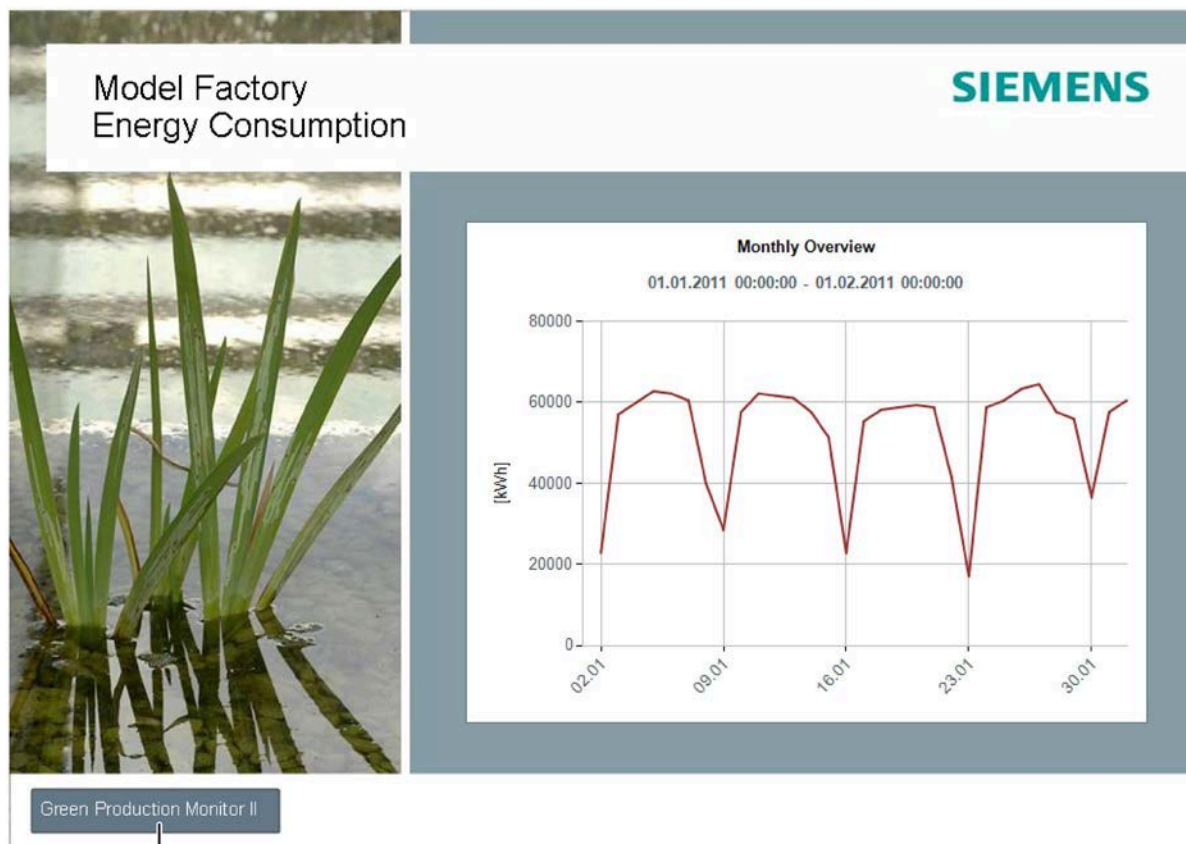 Model Factory
Energy Consumption
SIEMENS
Monthly Overview
01.01.2011 00:00:00 - 01.02.2011 00:00:00
[kWh]
80000
60000
40000
20000
0
02.01 09.01 16.01 23.01 30.01
Green Production Monitor II